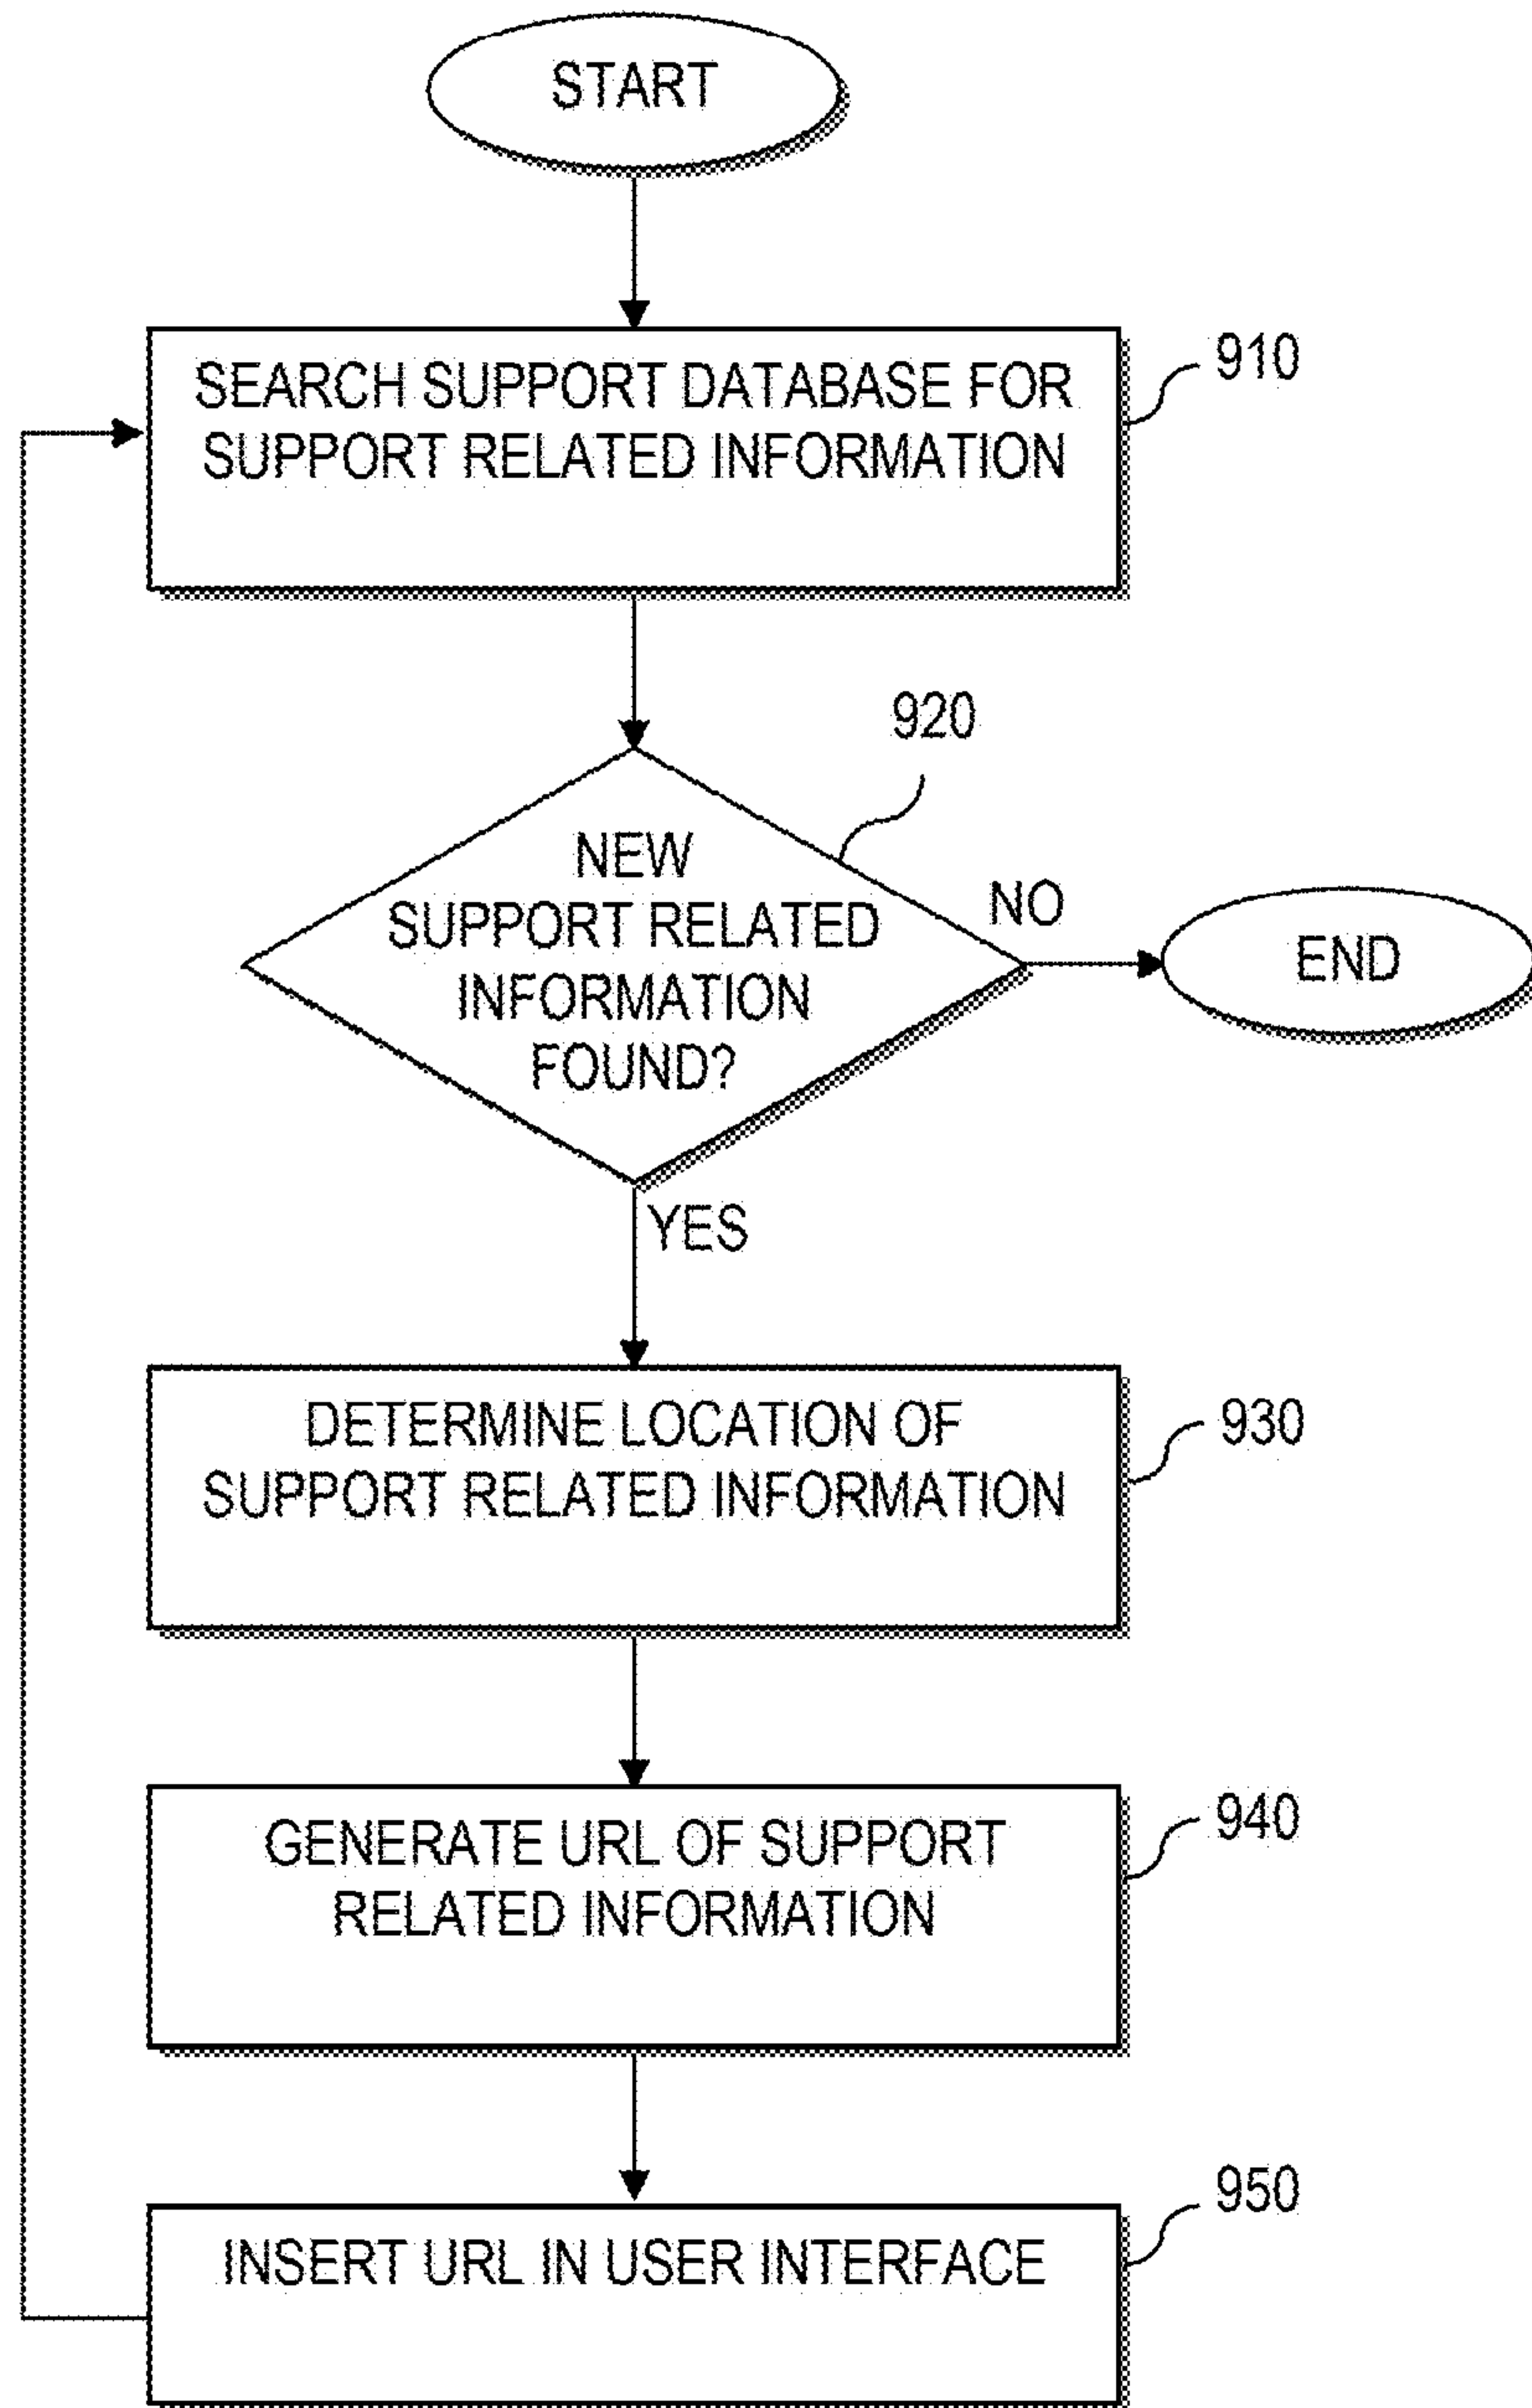 START
SEARCH SUPPORT DATABASE FOR
SUPPORT RELATED INFORMATION
910
920
NEW
SUPPORT RELATED
INFORMATION
FOUND?
NO
END
YES
DETERMINE LOCATION OF
SUPPORT RELATED INFORMATION
930
GENERATE URL OF SUPPORT
RELATED INFORMATION
940
INSERT URL IN USER INTERFACE
950